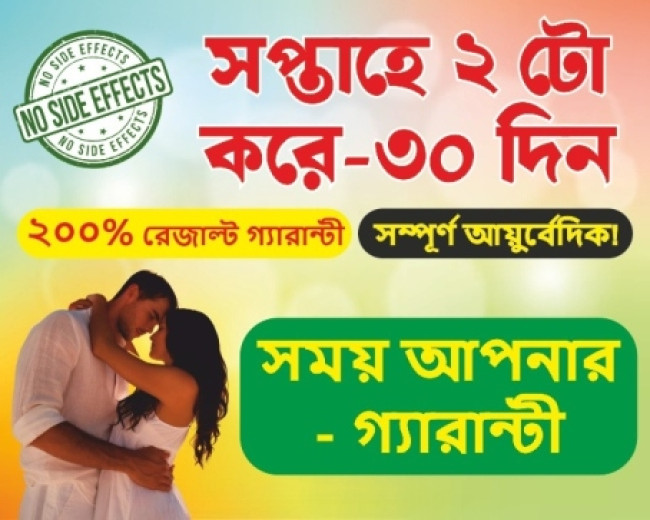 NO SIDE EFFECTS
NO SIDE EFFECTS
NO SIDE EFFECTS
সপ্তাহে ২ টো
করে-৩০ দিন
২০০% রেজাল্ট গ্যারান্টী
সম্পূর্ণ আয়ুর্বেদিক।
সময় আপনার
- গ্যারান্টী